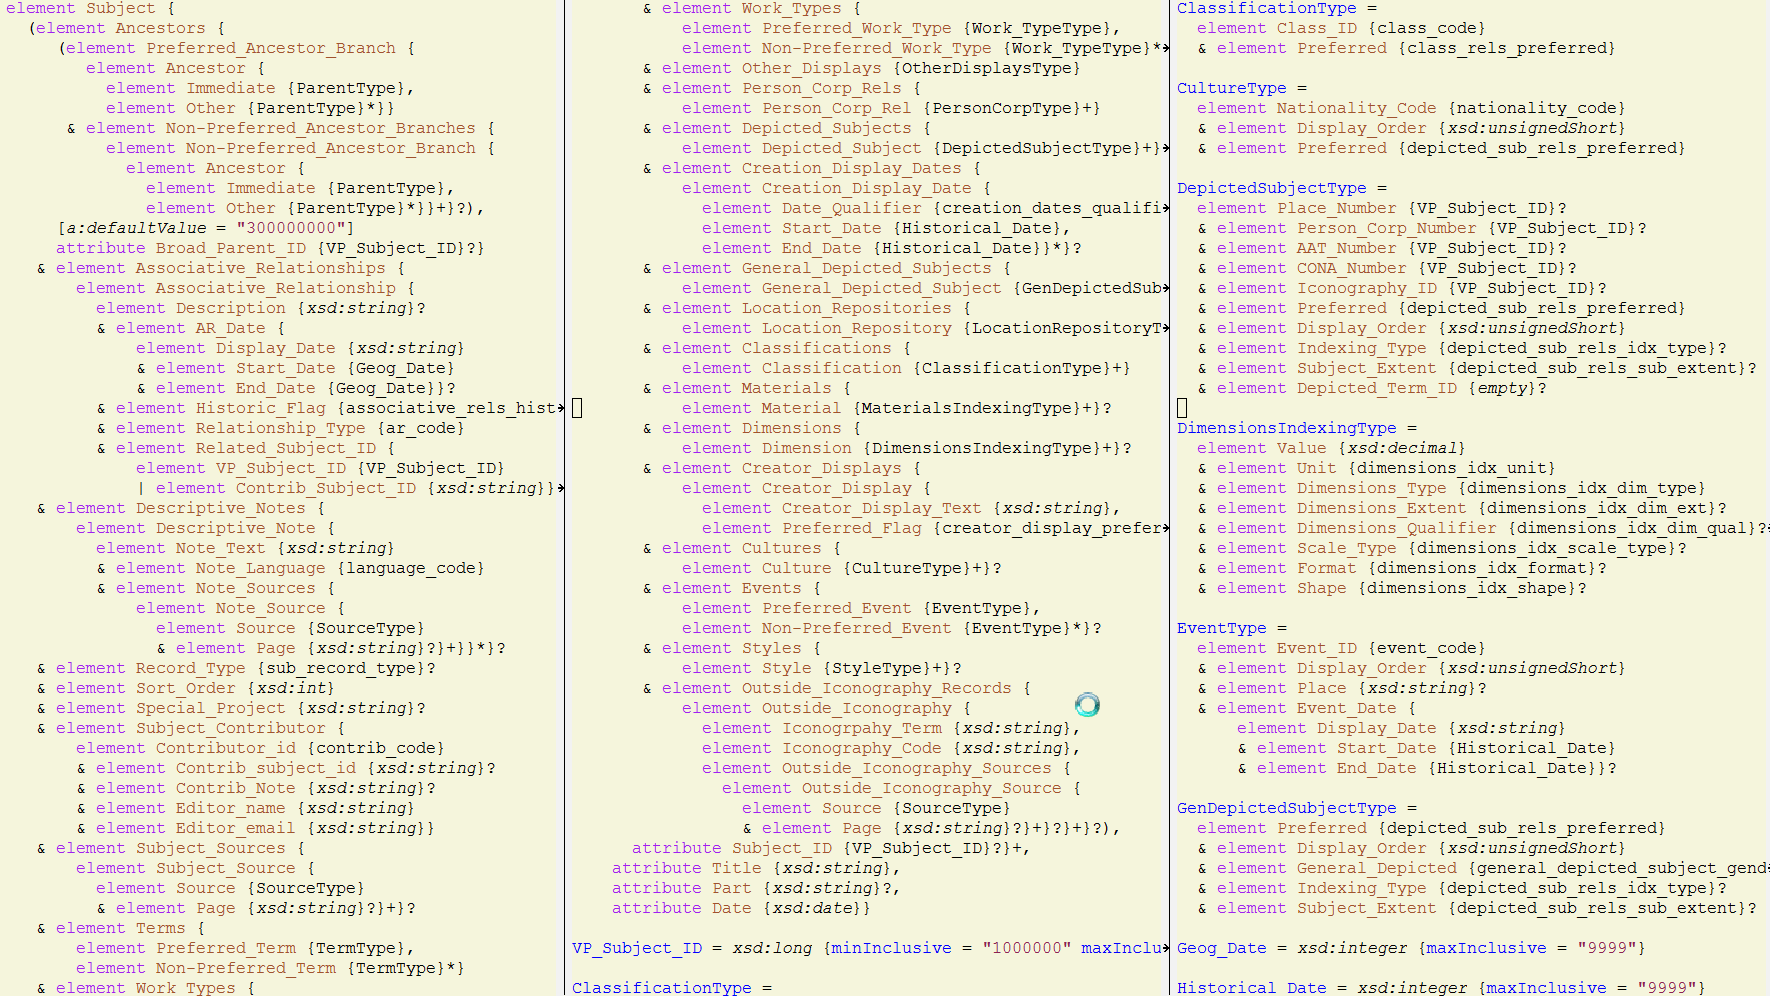 element Subject {
(element Ancestors {
(element Preferred_Ancestor_Branch {
element Ancestor {
element Immediate {ParentType},
element Other {ParentType}*}}
& element Non-Preferred_Ancestor_Branches {
element Non-Preferred_Ancestor_Branch {
element Ancestor {
element Immediate {ParentType},
element Other {ParentType}*}}+}?),
[a:defaultValue = "300000000"]
attribute Broad_Parent_ID {VP_Subject_ID}?}
& element Associative_Relationships {
element Associative_Relationship {
element Description {xsd:string}?
& element AR_Date {
element Display_Date {xsd:string}
& element Start_Date {Geog_Date}
& element End_Date {Geog_Date}}?
& element Historic_Flag {associative_rels_hist
& element Relationship_Type {ar_code}
& element Related_Subject_ID {
element VP_Subject_ID {VP_Subject_ID}
| element Contrib_Subject_ID {xsd:string}}
& element Descriptive_Notes {
element Descriptive_Note {
element Note_Text {xsd:string}
& element Note_Language {language_code}
& element Note_Sources {
element Note_Source {
element Source {SourceType}
& element Page {xsd:string}?}+}}*}?
& element Record_Type {sub_record_type}?
& element Sort_Order {xsd:int}
& element Special_Project {xsd:string}?
& element Subject_Contributor {
element Contributor_id {contrib_code}
& element Contrib_subject_id {xsd:string}?
& element Contrib_Note {xsd:string}?
& element Editor_name {xsd:string}
& element Editor_email {xsd:string}}
& element Subject_Sources {
element Subject_Source {
element Source {SourceType}
& element Page {xsd:string}?}+}?
& element Terms {
element Preferred_Term {TermType},
element Non-Preferred_Term {TermType}*}
& element Work_Types {
& element Work_Types {
element Preferred_Work_Type {Work_TypeType},
element Non-Preferred_Work_Type {Work_TypeType}*
& element Other_Displays {OtherDisplaysType}
& element Person_Corp_Rels {
element Person_Corp_Rel {PersonCorpType}+}
& element Depicted_Subjects {
element Depicted_Subject {DepictedSubjectType}+}
& element Creation_Display_Dates {
element Creation_Display_Date {
element Date_Qualifier {creation_dates_qualifi
element Start_Date {Historical_Date},
element End_Date {Historical_Date}}*}?
& element General_Depicted_Subjects {
element General_Depicted_Subject {GenDepictedSub
& element Location_Repositories {
element Location_Repository {LocationRepositoryT
& element Classifications {
element Classification {ClassificationType}+}
& element Materials {
element Material {MaterialsIndexingType}+}?
& element Dimensions {
element Dimension {DimensionsIndexingType}+}?
& element Creator_Displays {
element Creator_Display {
element Creator_Display_Text {xsd:string},
element Preferred_Flag {creator_display_prefer
& element Cultures {
element Culture {CultureType}+}?
& element Events {
element Preferred_Event {EventType},
element Non-Preferred_Event {EventType}*}?
& element Styles {
element Style {StyleType}+}?
& element Outside_Iconography_Records {
element Outside_Iconography {
element Iconogrpahy_Term {xsd:string},
element Iconography_Code {xsd:string},
element Outside_Iconography_Sources {
element Outside_Iconography_Source {
element Source {SourceType}
& element Page {xsd:string}?}+}?}+}?),
attribute Subject_ID {VP_Subject_ID}?}+,
attribute Title {xsd:string},
attribute Part {xsd:string}?,
attribute Date {xsd:date}}
VP_Subject_ID = xsd:long {minInclusive = "1000000" maxInclu
ClassificationType =
ClassificationType =
element Class_ID {class_code}
& element Preferred {class_rels_preferred}
CultureType =
element Nationality_Code {nationality_code}
& element Display_Order {xsd:unsignedShort}
& element Preferred {depicted_sub_rels_preferred}
DepictedSubjectType =
element Place_Number {VP_Subject_ID}?
& element Person_Corp_Number {VP_Subject_ID}?
& element AAT_Number {VP_Subject_ID}?
& element CONA_Number {VP_Subject_ID}?
& element Iconography_ID {VP_Subject_ID}?
& element Preferred {depicted_sub_rels_preferred}
& element Display_Order {xsd:unsignedShort}
& element Indexing_Type {depicted_sub_rels_idx_type}?
& element Subject_Extent {depicted_sub_rels_sub_extent}?
& element Depicted_Term_ID {empty}?
DimensionsIndexingType =
element Value {xsd:decimal}
& element Unit {dimensions_idx_unit}
& element Dimensions_Type {dimensions_idx_dim_type}
& element Dimensions_Extent {dimensions_idx_dim_ext}?
& element Dimensions_Qualifier {dimensions_idx_dim_qual}?
& element Scale_Type {dimensions_idx_scale_type}?
& element Format {dimensions_idx_format}?
& element Shape {dimensions_idx_shape}?
EventType =
element Event_ID {event_code}
& element Display_Order {xsd:unsignedShort}
& element Place {xsd:string}?
& element Event_Date {
element Display_Date {xsd:string}
& element Start_Date {Historical_Date}
& element End_Date {Historical_Date}}?
GenDepictedSubjectType =
element Preferred {depicted_sub_rels_preferred}
& element Display_Order {xsd:unsignedShort}
& element General_Depicted {general_depicted_subject_gend
& element Indexing_Type {depicted_sub_rels_idx_type}?
& element Subject_Extent {depicted_sub_rels_sub_extent}?
Geog_Date = xsd:integer {maxInclusive = "9999"}
Historical_Date = xsd:integer {maxInclusive = "9999"}